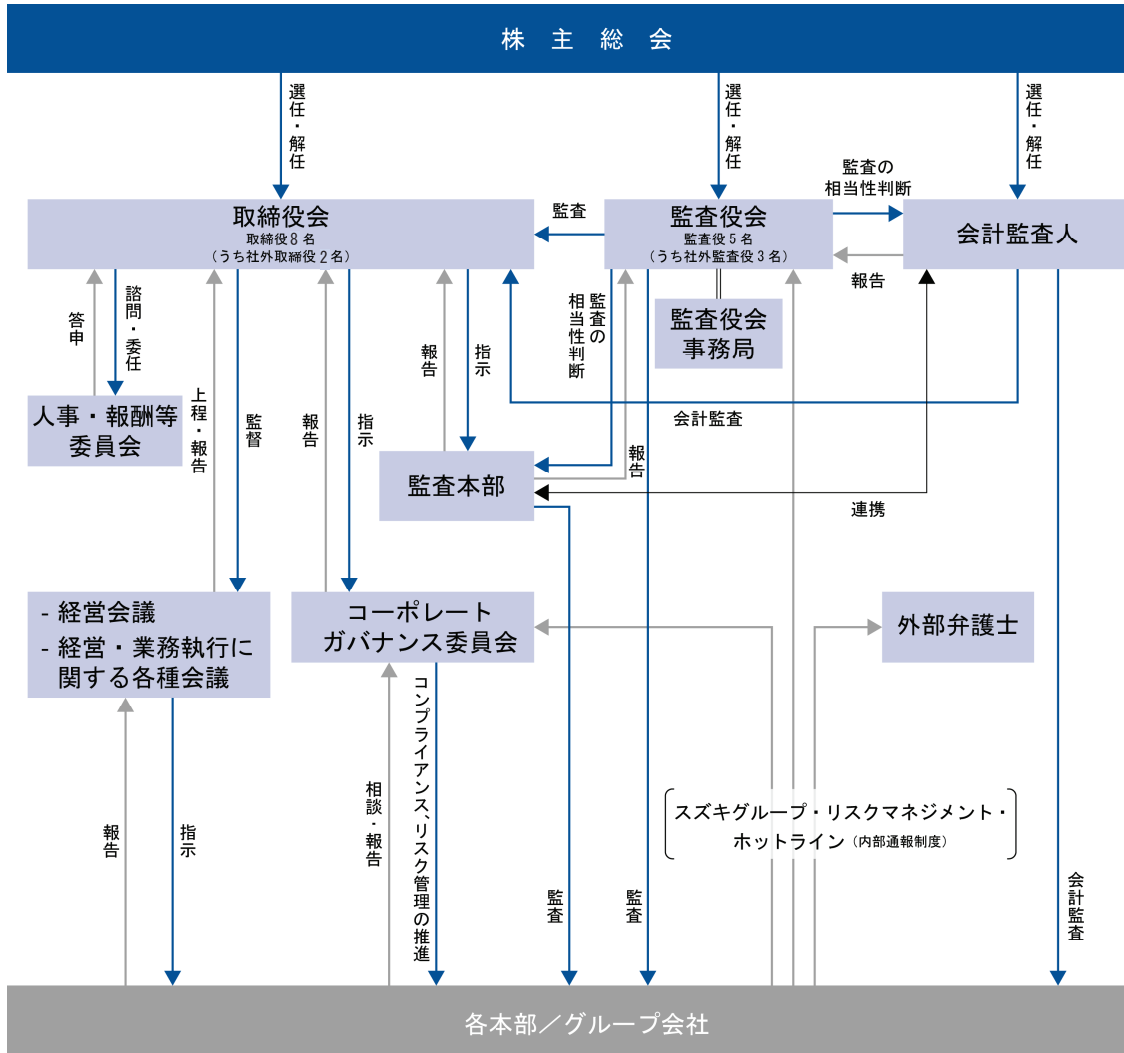 株主総会
選任・解任
選任・解任
選任・解任
取締役会
取締役8名
（うち社外取締役2名）
監査
監査役会
監査役5名
（うち社外監査役3名）
監査の
相当性判断
報告
会計監査人
監査役会
事務局
答申
諮問・委任
上程・報告
監督
報告
指示
報告
指示
監査の
相当性判断
報告
会計監査
連携
人事・報酬等
委員会
監査本部
- 経営会議
- 経営・業務執行に
関する各種会議
コーポレート
ガバナンス委員会
外部弁護士
報告
指示
相談・報告
コンプライアンス、リスク管理の推進
監査
監査
スズキグループ・リスクマネジメント・
ホットライン（内部通報制度）
会計監査
各本部／グループ会社